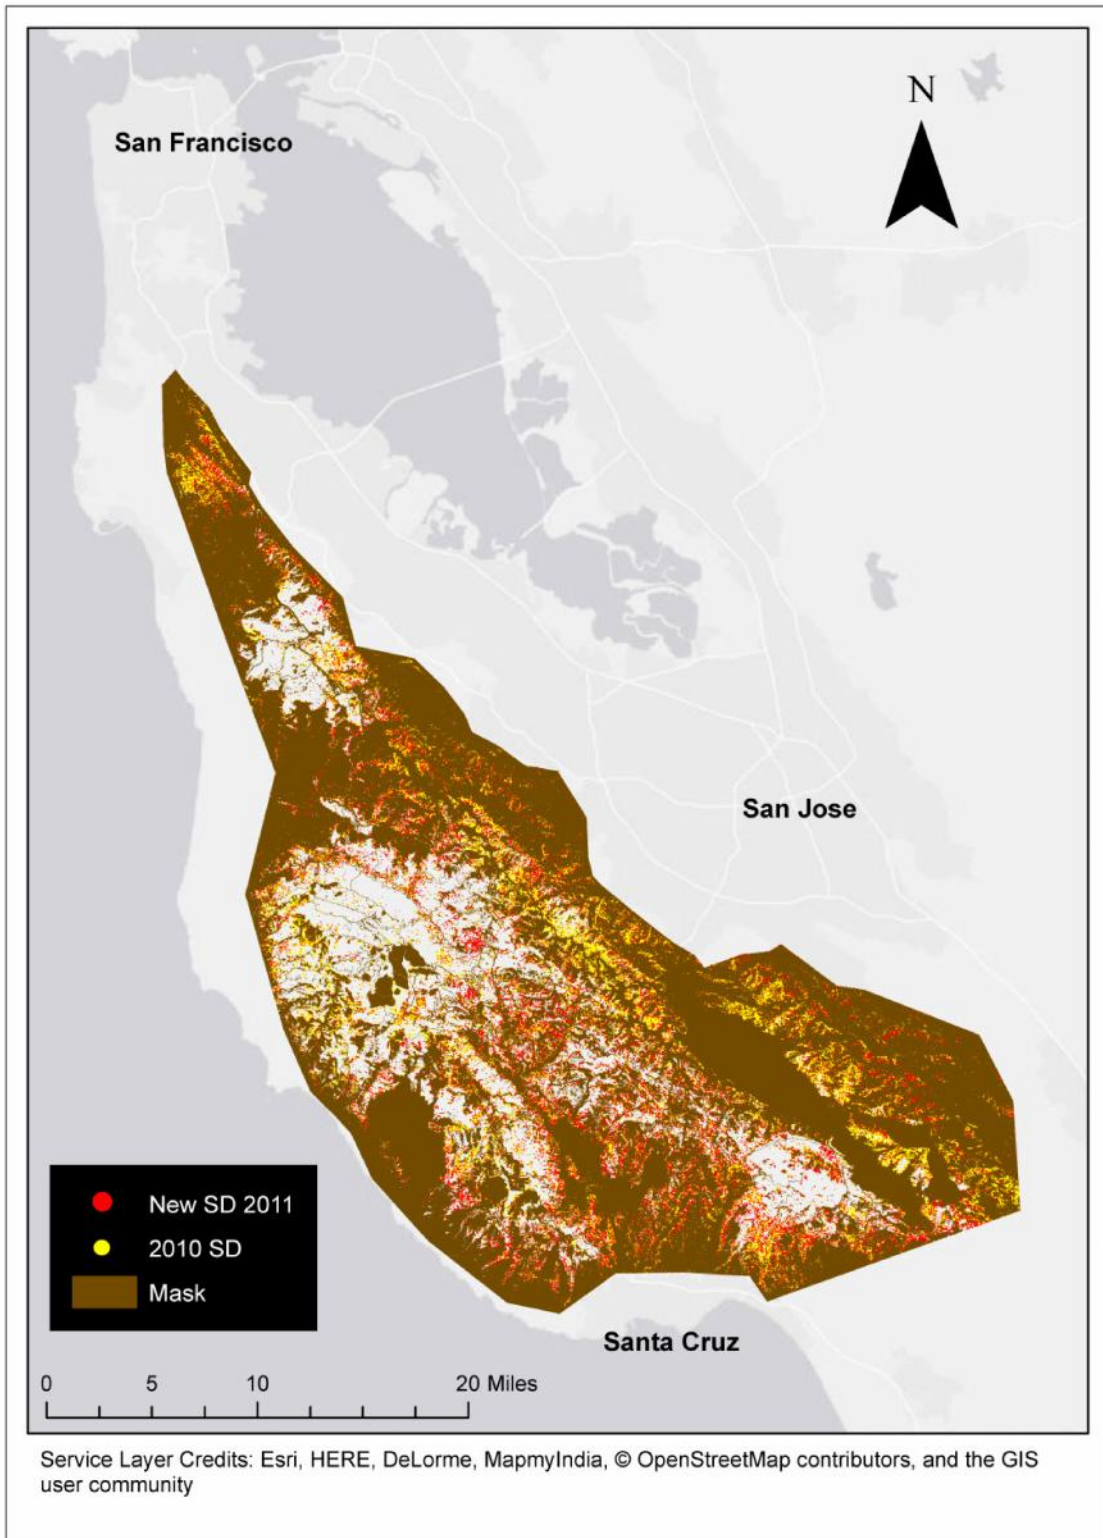 San Francisco
N
San Jose
New SD 2011
2010 SD
Mask
Santa Cruz
0 5 10 20 Miles
Service Layer Credits: Esri, HERE, DeLorme, MapmyIndia, © OpenStreetMap contributors, and the GIS
user community